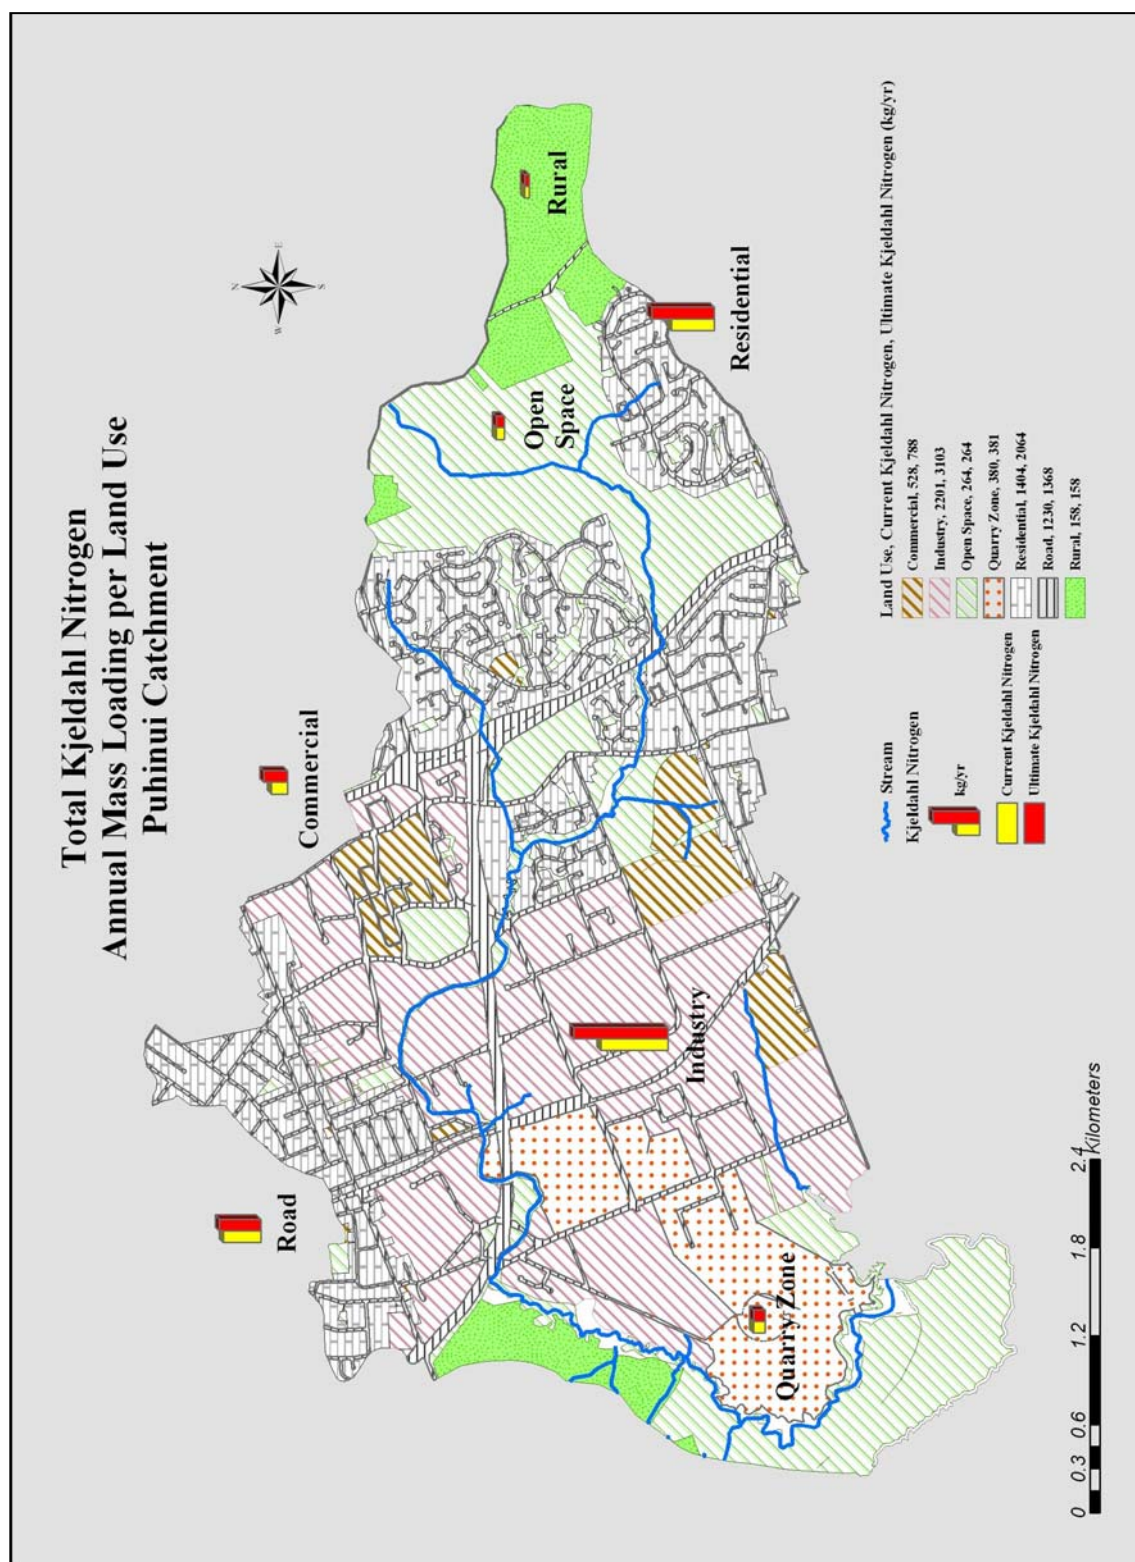 Total Kjeldahl Nitrogen
Annual Mass Loading per Land Use
Puhinui Catchment
N
W
E
S
Road
Commercial
Industry
Quarry Zone
Open
Space
Rural
Residential
Stream
Kjeldahl Nitrogen
kg/yr
Current Kjeldahl Nitrogen
Ultimate Kjeldahl Nitrogen
Land Use, Current Kjeldahl Nitrogen, Ultimate Kjeldahl Nitrogen (kg/yr)
Commercial, 528, 788
Industry, 2201, 3103
Open Space, 264, 264
Quarry Zone, 380, 381
Residential, 1404, 2064
Road, 1230, 1368
Rural, 158, 158
0 0.3 0.6 1.2 1.8 2.4
Kilometers